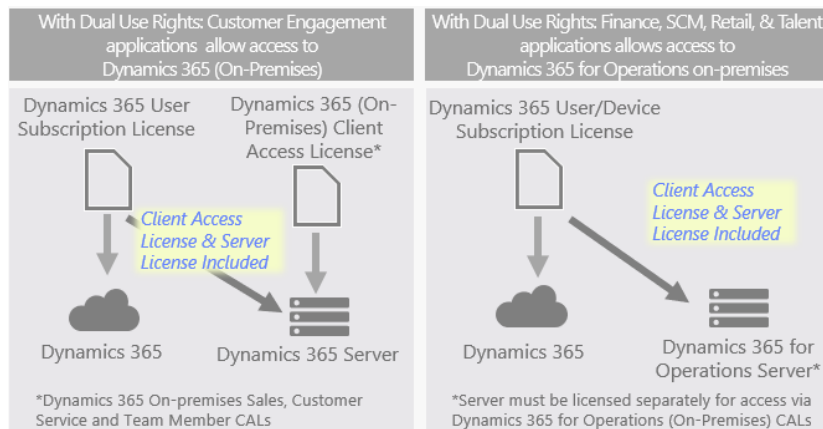 With Dual Use Rights: Customer Engagement
applications allow access to
Dynamics 365 (On-Premises)
Dynamics 365 User
Subscription License
Dynamics 365 (On-
Premises) Client
Access License*
Client Access
License & Server
License Included
Dynamics 365
Dynamics 365 Server
*Dynamics 365 On-premises Sales, Customer
Service and Team Member CALs
With Dual Use Rights: Finance, SCM, Retail, & Talent
applications allows access to
Dynamics 365 for Operations on-premises
Dynamics 365 User/Device
Subscription License
Client Access
License & Server
License Included
Dynamics 365
Dynamics 365 for
Operations Server*
*Server must be licensed separately for access via
Dynamics 365 for Operations (On-Premises) CALs